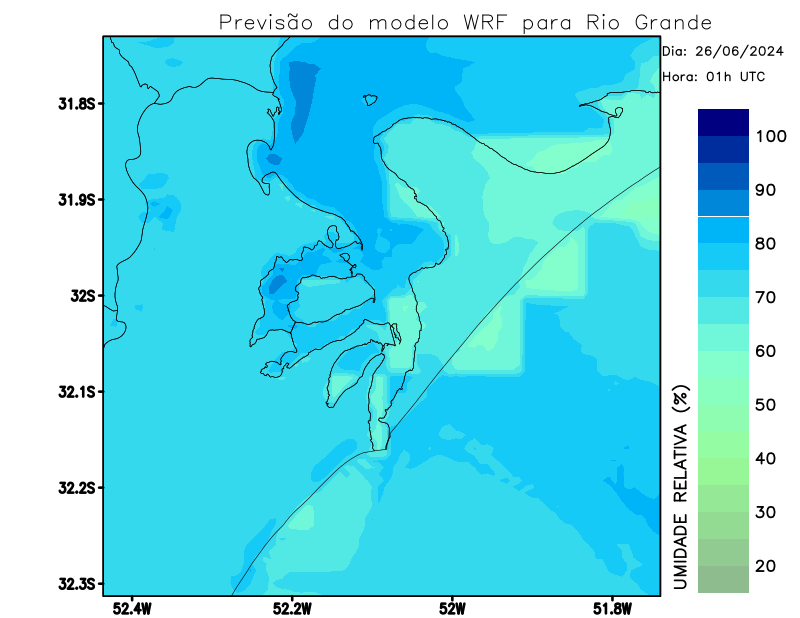 Previsão do modelo WRF para Rio Grande
Dia: 26/06/2024
Hora: 01h UTC
31.8S
31.9S
32S
32.1S
32.2S
32.3S
52.4W
52.2W
52W
51.8W
100
90
80
70
60
50
40
30
20
UMIDADE RELATIVA (%)